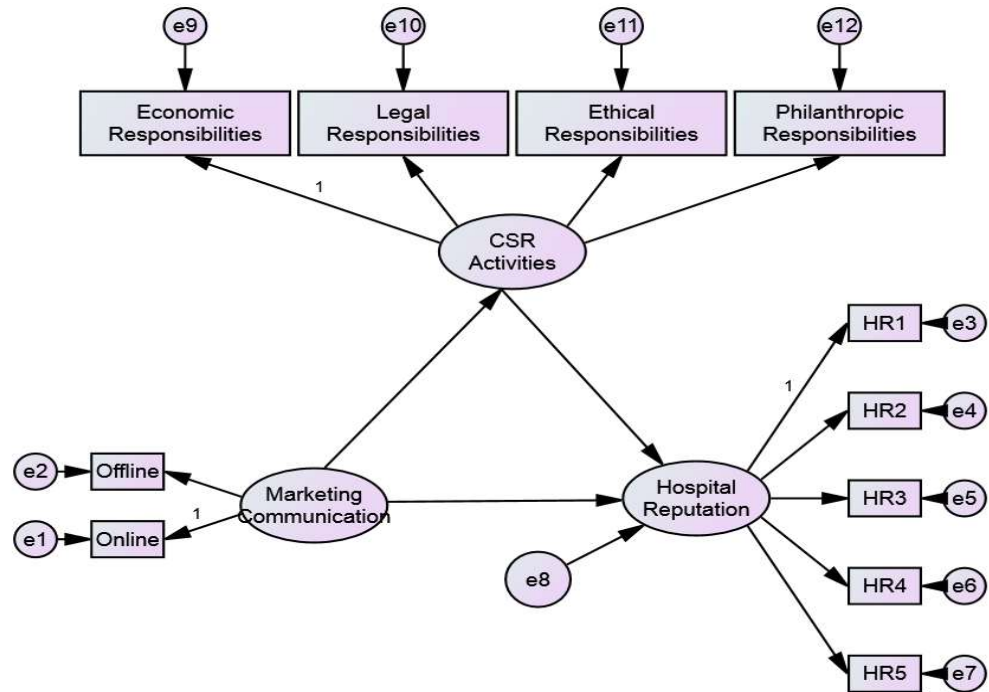 e9
e10
e11
e12
Economic
Responsibilities
Legal
Responsibilities
Ethical
Responsibilities
Philanthropic
Responsibilities
1
CSR
Activities
HR1
e3
1
HR2
e4
e2
Offline
Marketing
Communication
Hospital
Reputation
HR3
e5
1
e1
Online
e8
HR4
e6
HR5
e7